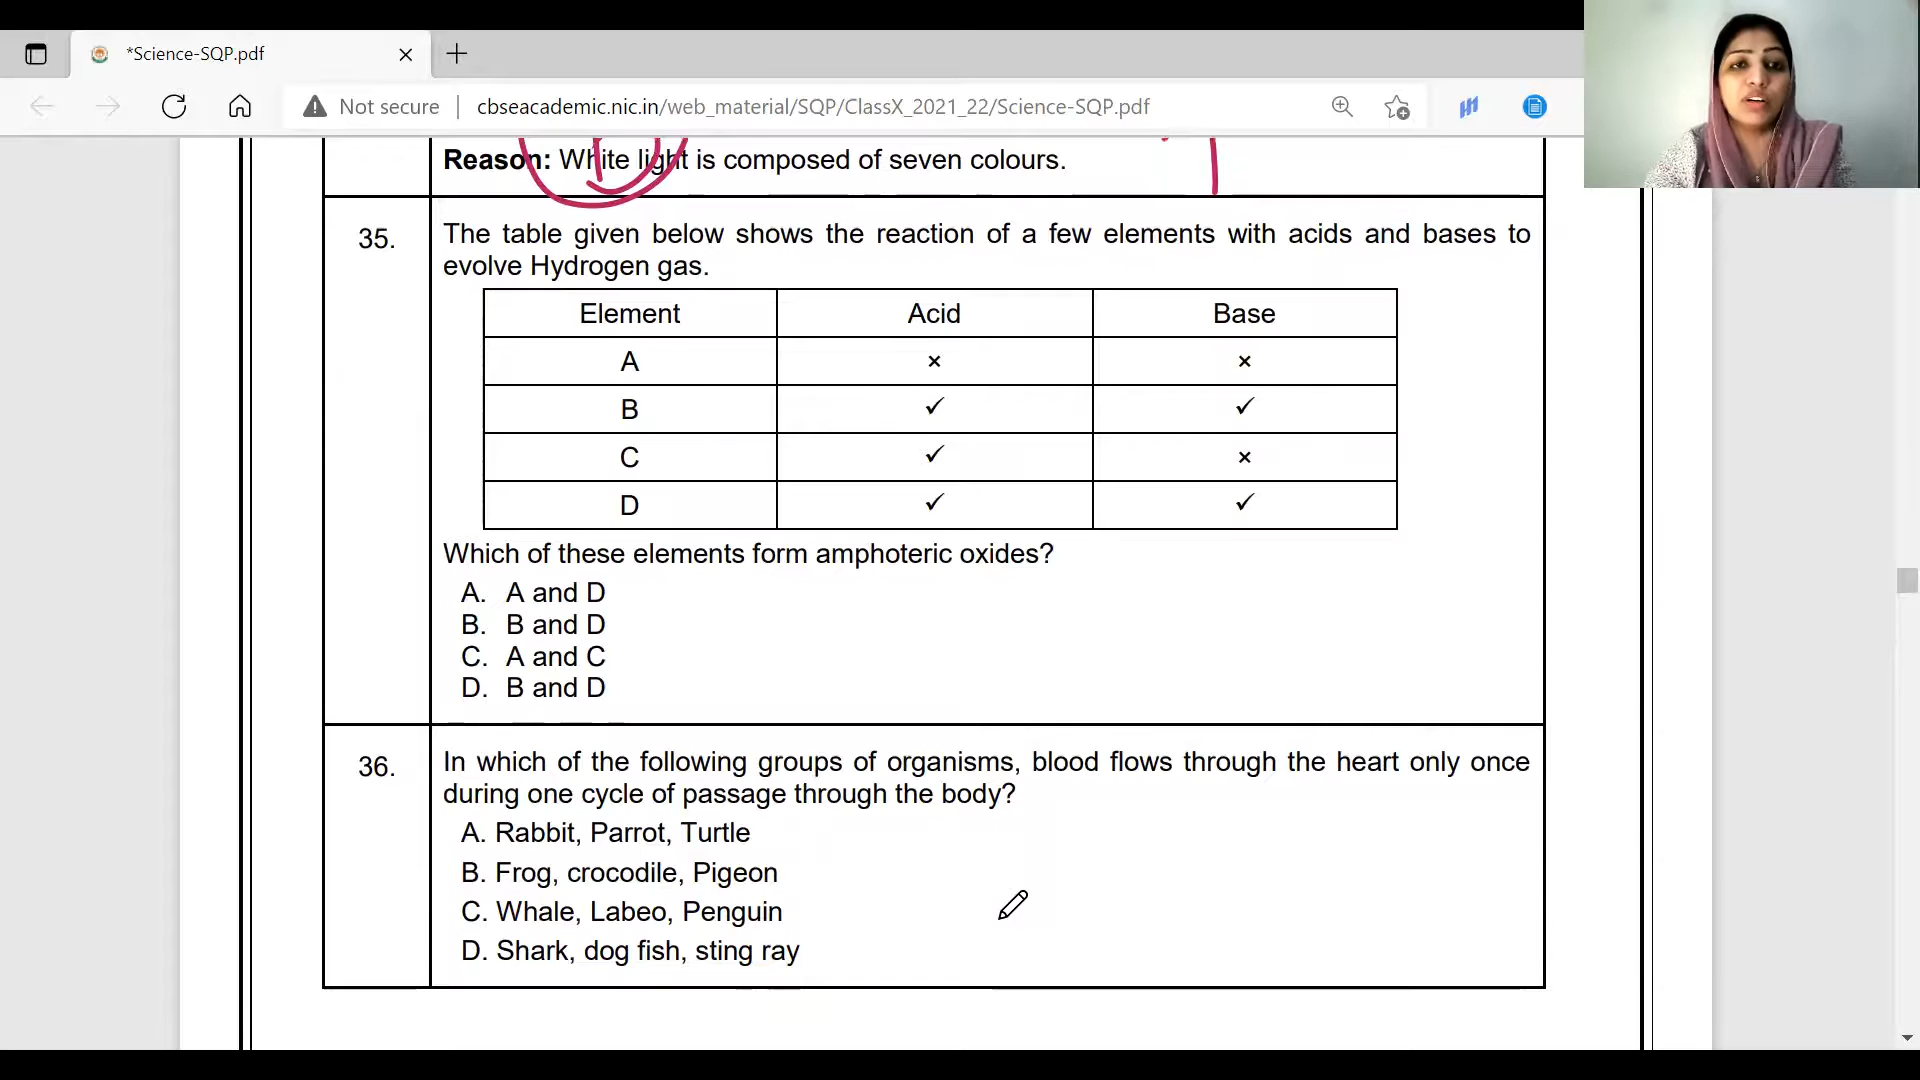 *Science-SQP.pdf
Not secure cbseacademic.nic.in/web_material/SQP/ClassX_2021_22/Science-SQP.pdf
Reason: White light is composed of seven colours.
35. The table given below shows the reaction of a few elements with acids and bases to
evolve Hydrogen gas.
Element Acid Base
A × ×
B ✓ ✓
C ✓ ×
D ✓ ✓
Which of these elements form amphoteric oxides?
A. A and D
B. B and D
C. A and C
D. B and D
36. In which of the following groups of organisms, blood flows through the heart only once
during one cycle of passage through the body?
A. Rabbit, Parrot, Turtle
B. Frog, crocodile, Pigeon
C. Whale, Labeo, Penguin
D. Shark, dog fish, sting ray